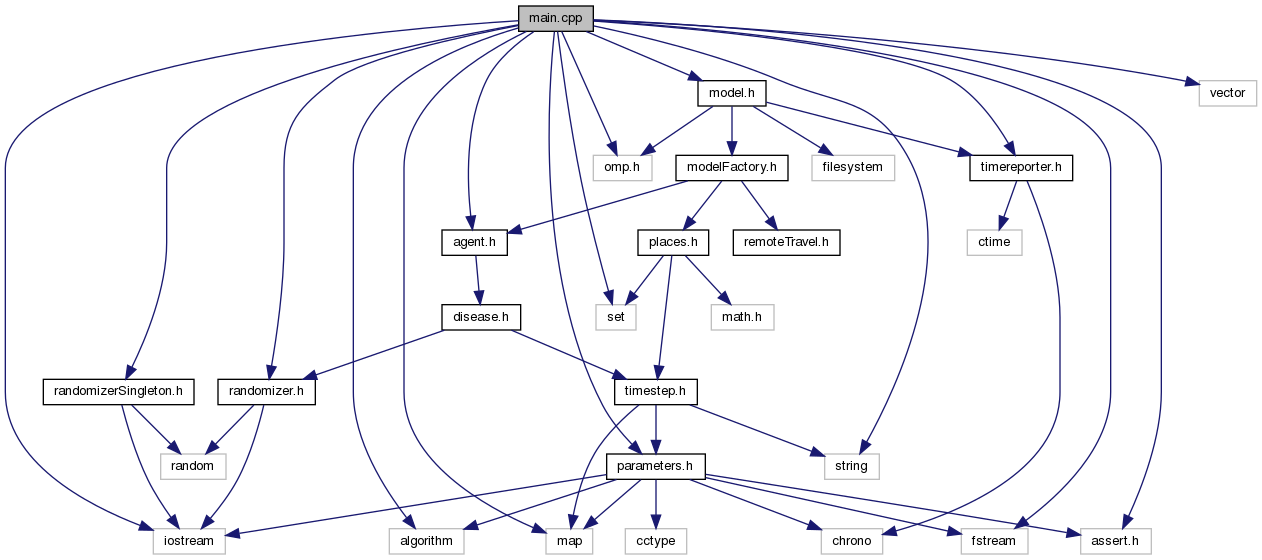 main.cpp
model.h
vector
omp.h
modelFactory.h
filesystem
timereporter.h
agent.h
places.h
remoteTravel.h
ctime
disease.h
set
math.h
randomizerSingleton.h
randomizer.h
timestep.h
random
parameters.h
string
iostream
algorithm
map
cctype
chrono
fstream
assert.h